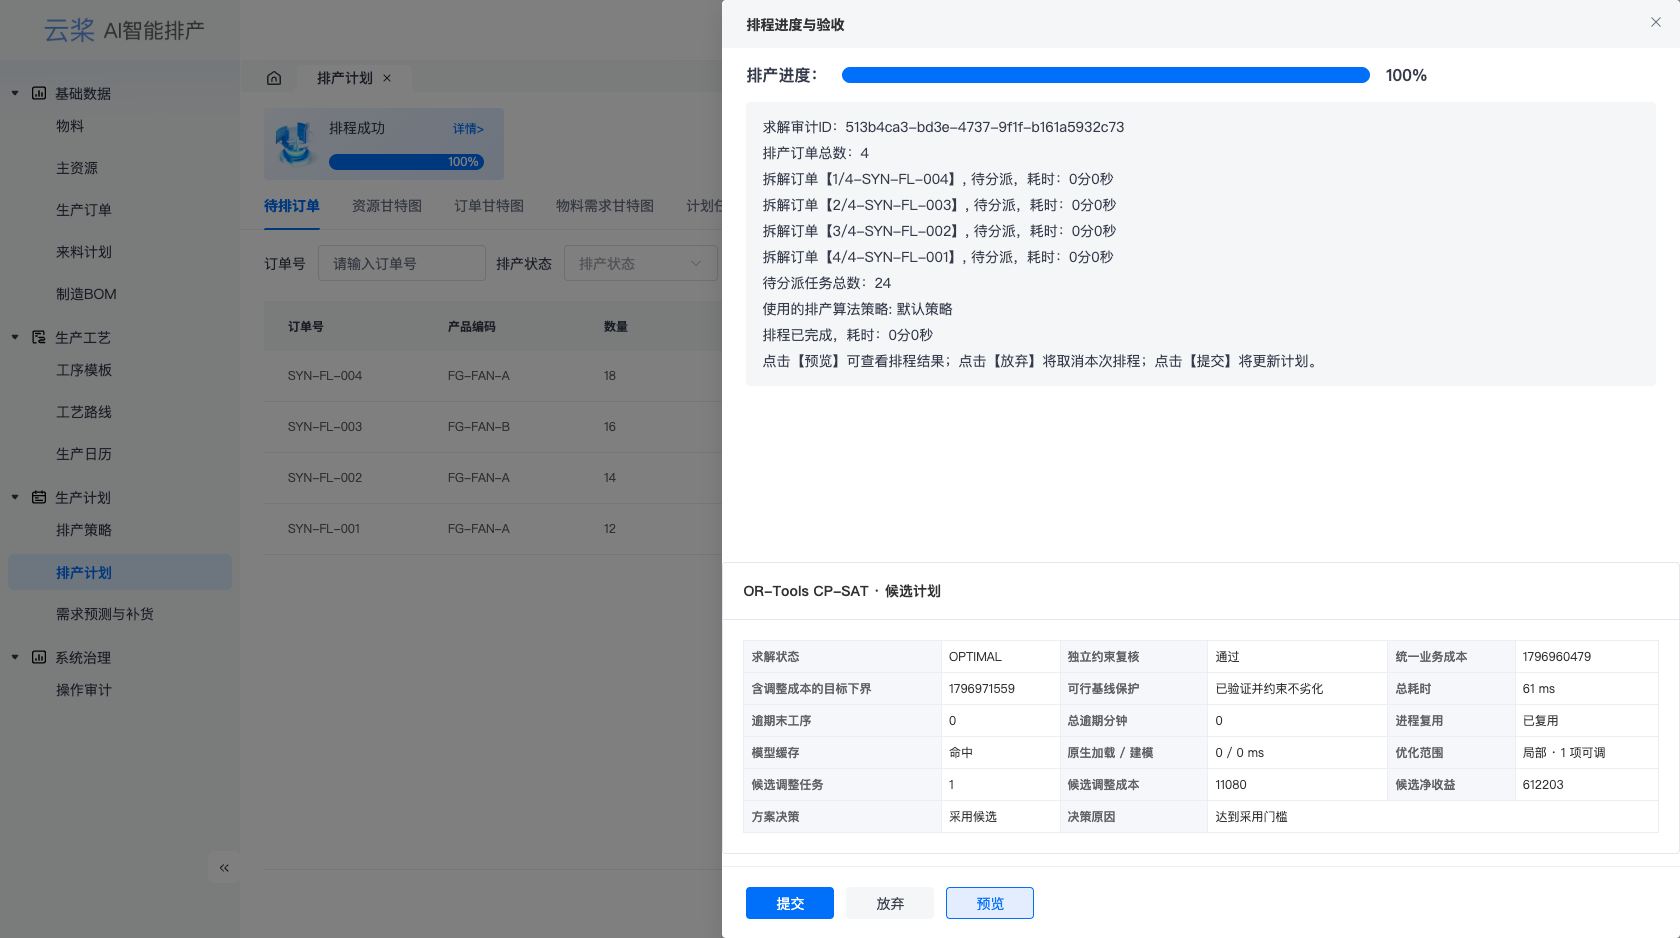 云桨 AI智能排产
基础数据
物料
主资源
生产订单
来料计划
制造BOM
生产工艺
工序模板
工艺路线
生产日历
生产计划
排产策略
排产计划
需求预测与补货
系统治理
操作审计
排产计划
排程成功 详情>
100%
待排订单 资源甘特图 订单甘特图 物料需求甘特图
订单号 请输入订单号 排产状态 排产状态
订单号 产品编码 数量
SYN-FL-004 FG-FAN-A 18
SYN-FL-003 FG-FAN-B 16
SYN-FL-002 FG-FAN-A 14
SYN-FL-001 FG-FAN-A 12
排程进度与验收
排产进度： 100%
求解审计ID：513b4ca3-bd3e-4737-9f1f-b161a5932c73
排产订单总数：4
拆解订单【1/4-SYN-FL-004】, 待分派，耗时：0分0秒
拆解订单【2/4-SYN-FL-003】, 待分派，耗时：0分0秒
拆解订单【3/4-SYN-FL-002】, 待分派，耗时：0分0秒
拆解订单【4/4-SYN-FL-001】, 待分派，耗时：0分0秒
待分派任务总数：24
使用的排产算法策略: 默认策略
排程已完成，耗时：0分0秒
点击【预览】可查看排程结果；点击【放弃】将取消本次排程；点击【提交】将更新计划。
OR-Tools CP-SAT · 候选计划
求解状态 OPTIMAL 独立约束复核 通过 统一业务成本 1796960479
含调整成本的目标下界 1796971559 可行基线保护 已验证并约束不劣化 总耗时 61 ms
逾期末工序 0 总逾期分钟 0 进程复用 已复用
模型缓存 命中 原生加载 / 建模 0 / 0 ms 优化范围 局部 · 1 项可调
候选调整任务 1 候选调整成本 11080 候选净收益 612203
方案决策 采用候选 决策原因 达到采用门槛
提交 放弃 预览